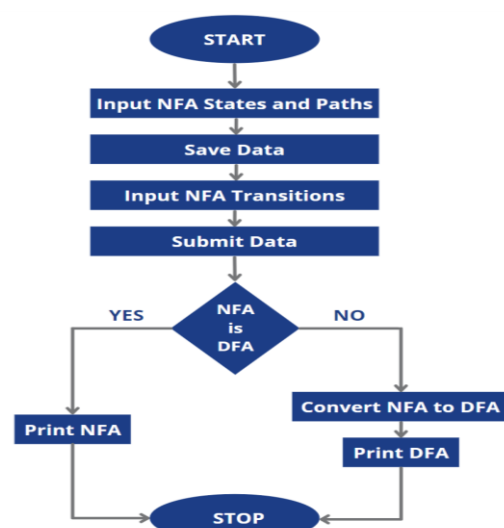 START
Input NFA States and Paths
Save Data
Input NFA Transitions
Submit Data
NFA
is
DFA
YES
NO
Print NFA
Convert NFA to DFA
Print DFA
STOP